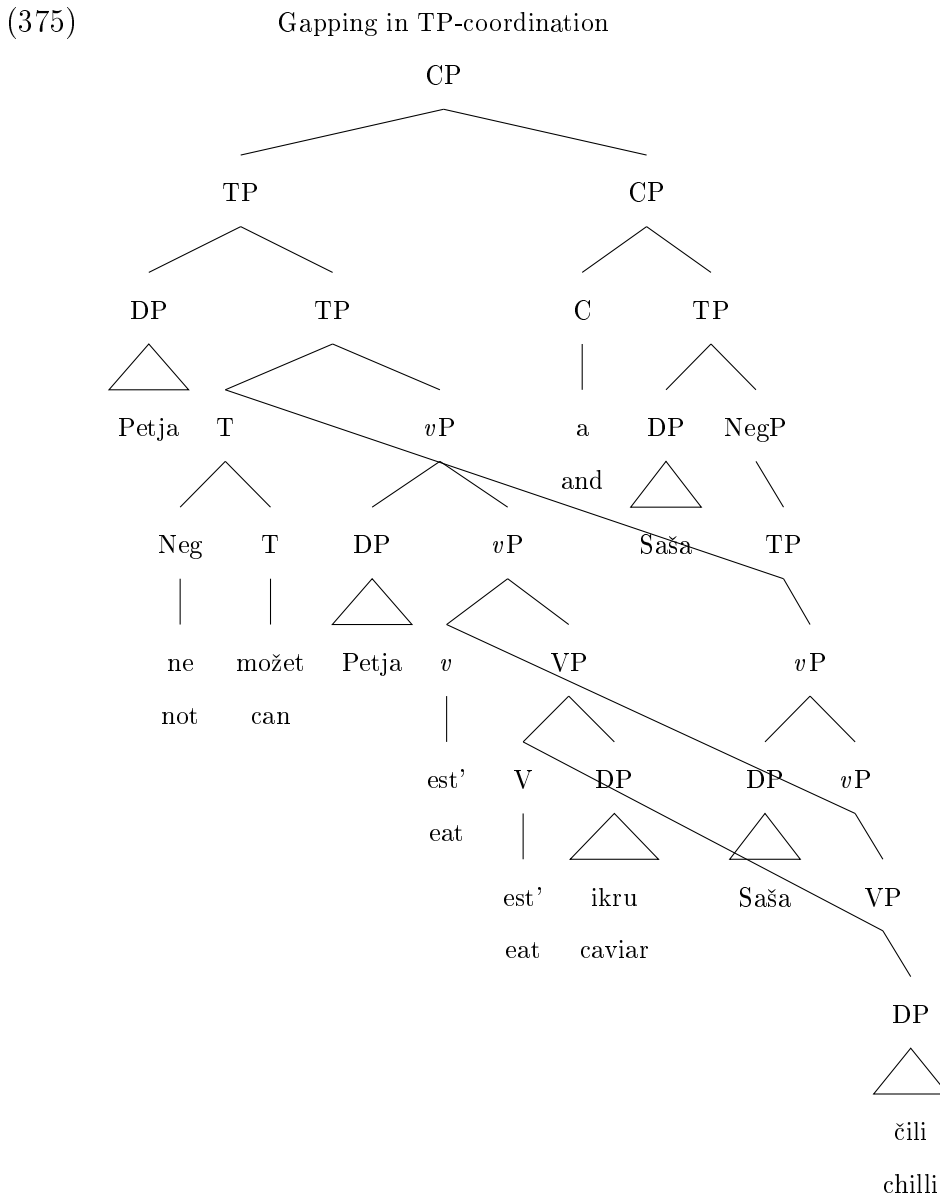 (375) Gapping in TP-coordination
CP
TP CP
DP TP C TP
Petja T vP a DP NegP
and
Neg T DP vP Saša TP
ne možet Petja v VP vP
not can
est' V DP DP vP
eat
est' ikru Saša VP
eat caviar
DP
čili
chilli